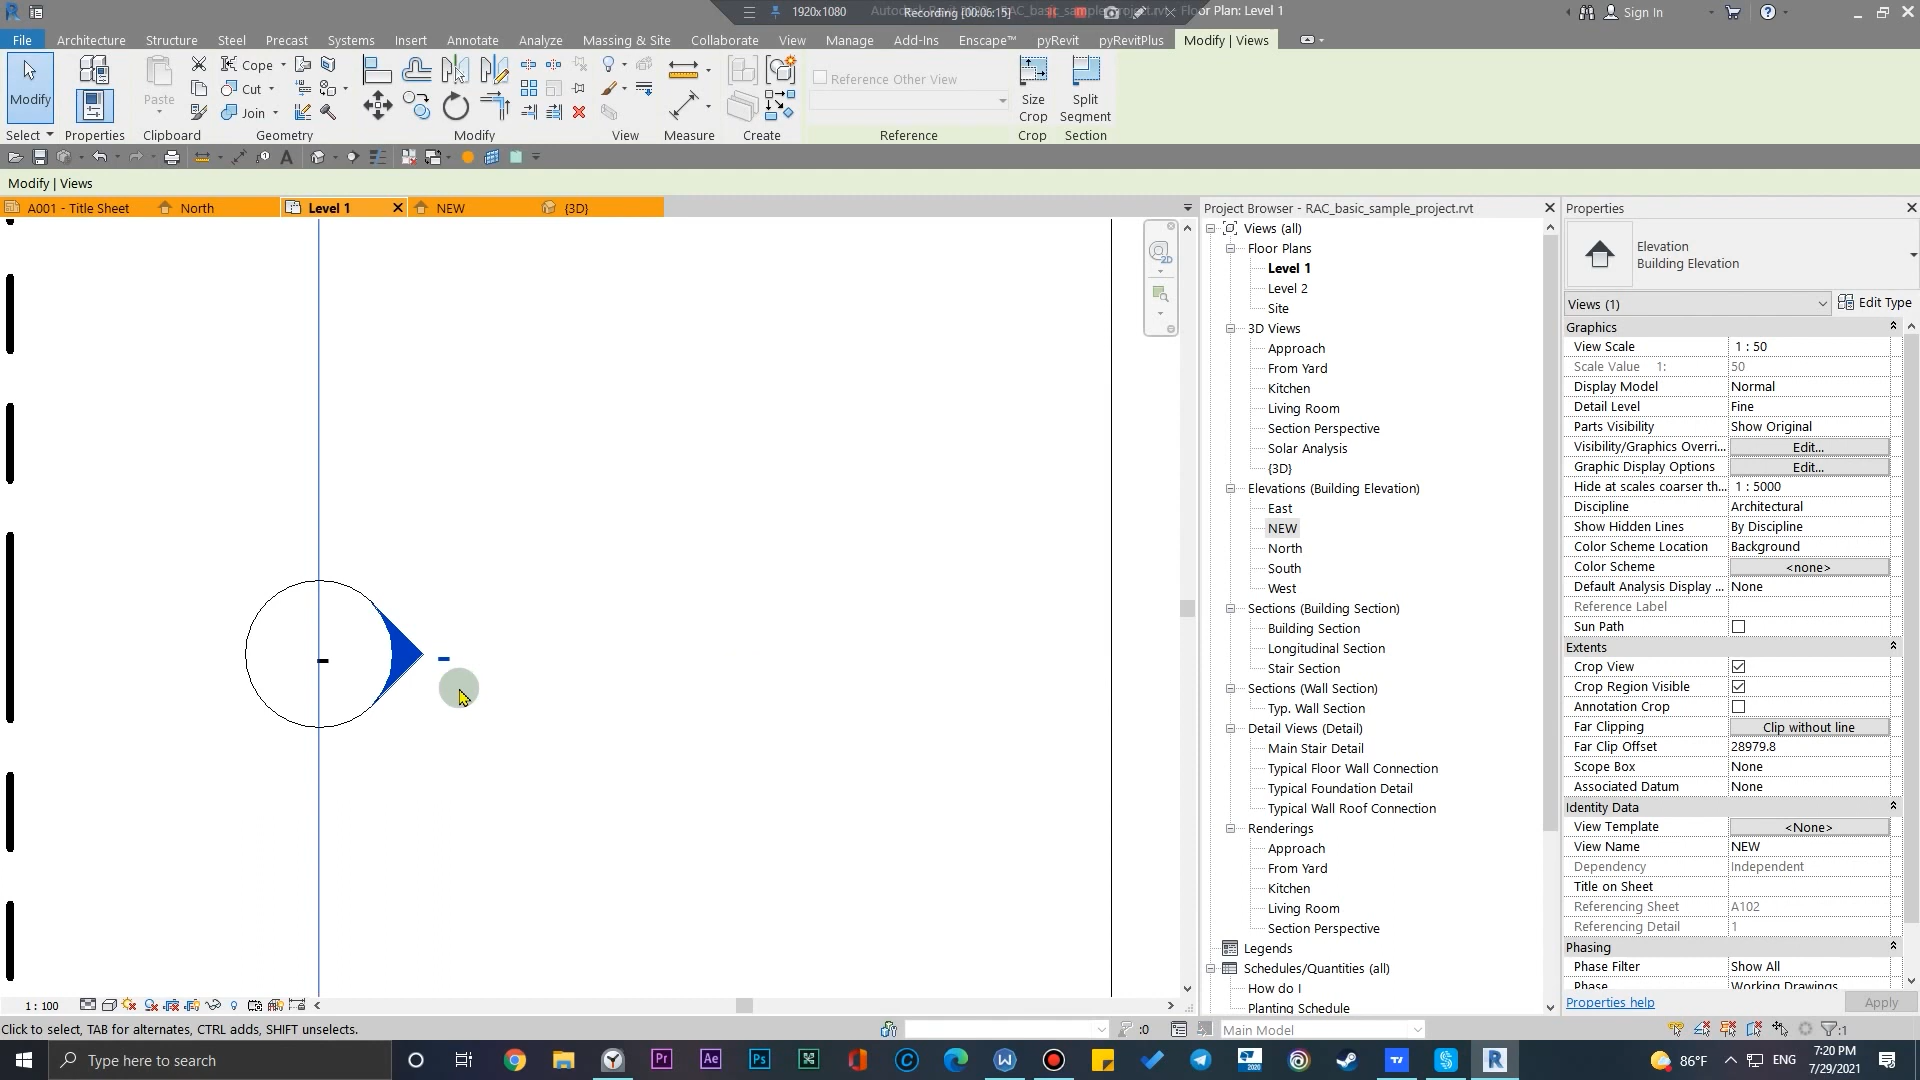 1920x1080
Recording [00:06:15]
Floor Plan: Level 1
Sign In
File Architecture Structure Steel Precast Systems Insert Annotate Analyze Massing & Site Collaborate View Manage Add-Ins Enscape™ pyRevit pyRevitPlus Modify | Views
Modify
Paste
Cope
Cut
Join
Reference Other View
Size Crop
Split Segment
Select Properties Clipboard Geometry Modify View Measure Create Reference Crop Section
Modify | Views
A001 - Title Sheet North Level 1 NEW {3D}
Project Browser - RAC_basic_sample_project.rvt
Views (all)
Floor Plans
Level 1
Level 2
Site
3D Views
Approach
From Yard
Kitchen
Living Room
Section Perspective
Solar Analysis
{3D}
Elevations (Building Elevation)
East
NEW
North
South
West
Sections (Building Section)
Building Section
Longitudinal Section
Stair Section
Sections (Wall Section)
Typ. Wall Section
Detail Views (Detail)
Main Stair Detail
Typical Floor Wall Connection
Typical Foundation Detail
Typical Wall Roof Connection
Renderings
Approach
From Yard
Kitchen
Living Room
Section Perspective
Legends
Schedules/Quantities (all)
How do I
Planting Schedule
Properties
Elevation
Building Elevation
Views (1)
Edit Type
Graphics
View Scale 1 : 50
Scale Value 1: 50
Display Model Normal
Detail Level Fine
Parts Visibility Show Original
Visibility/Graphics Overri... Edit...
Graphic Display Options Edit...
Hide at scales coarser th... 1 : 5000
Discipline Architectural
Show Hidden Lines By Discipline
Color Scheme Location Background
Color Scheme <none>
Default Analysis Display ... None
Reference Label
Sun Path
Extents
Crop View
Crop Region Visible
Annotation Crop
Far Clipping Clip without line
Far Clip Offset 28979.8
Scope Box None
Associated Datum None
Identity Data
View Template <None>
View Name NEW
Dependency Independent
Title on Sheet
Referencing Sheet A102
Referencing Detail 1
Phasing
Phase Filter Show All
Phase Working Drawings
Properties help
Apply
1 : 100
Click to select, TAB for alternates, CTRL adds, SHIFT unselects.
:0
Main Model
:1
Type here to search
Pr Ae Ps
2020
86°F
ENG
7:20 PM
7/29/2021